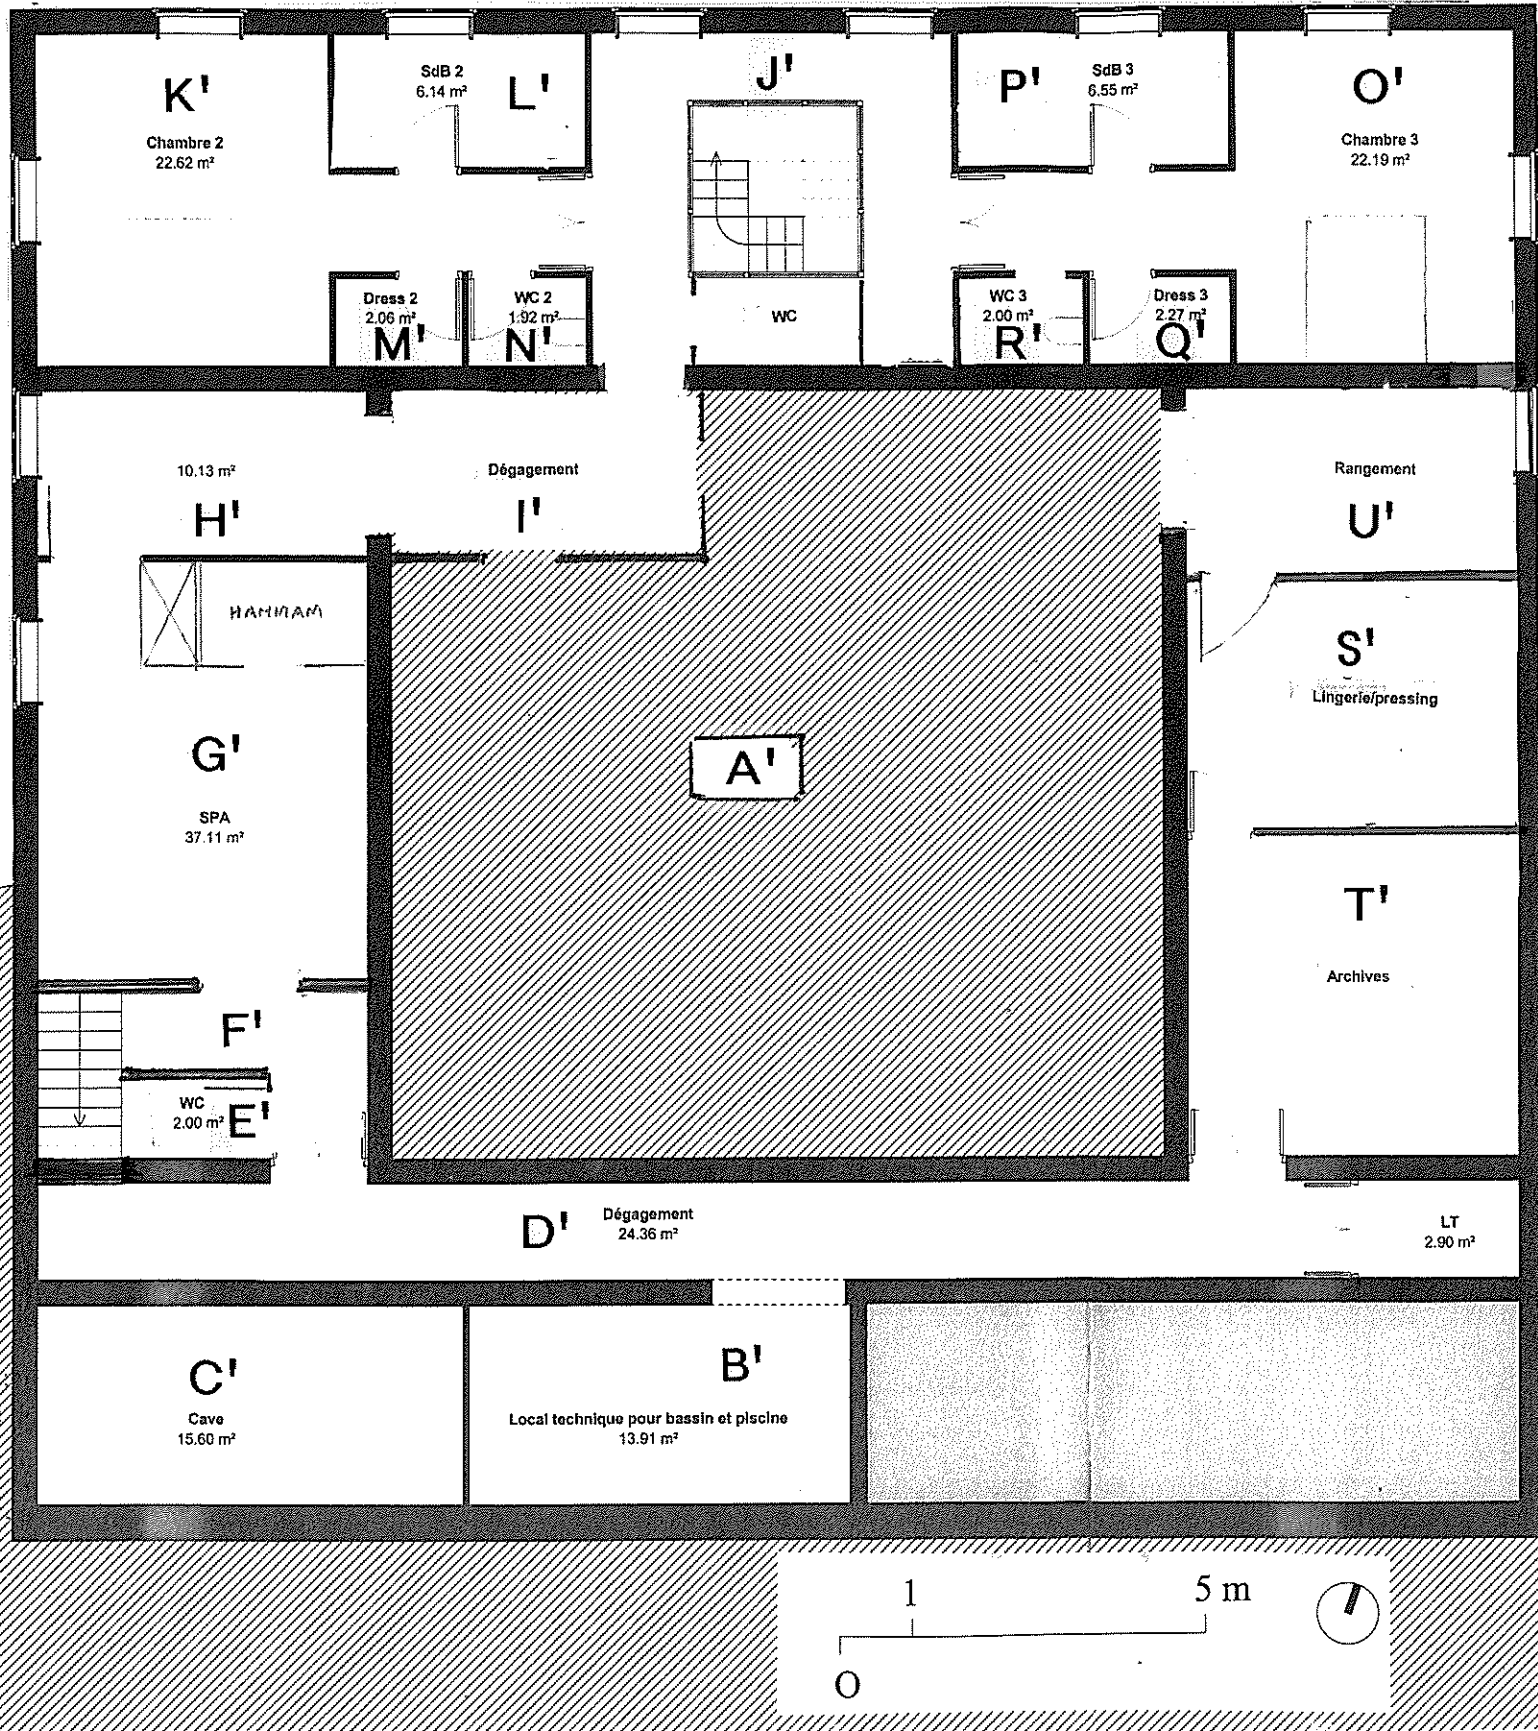 K'
Chambre 2
22.62 m²
SdB 2
6.14 m²
L'
J'
P'
SdB 3
6.55 m²
O'
Chambre 3
22.19 m²
Dress 2
2.06 m²
M'
WC 2
1.92 m²
N'
WC
WC 3
2.00 m²
R'
Dress 3
2.27 m²
Q'
10.13 m²
H'
Dégagement
I'
Rangement
U'
HAMMAM
S'
Lingerie/pressing
G'
SPA
37.11 m²
A'
T'
Archives
F'
WC
2.00 m²
E'
D'
Dégagement
24.36 m²
LT
2.90 m²
C'
Cave
15.60 m²
B'
Local technique pour bassin et piscine
13.91 m²
1
5 m
O